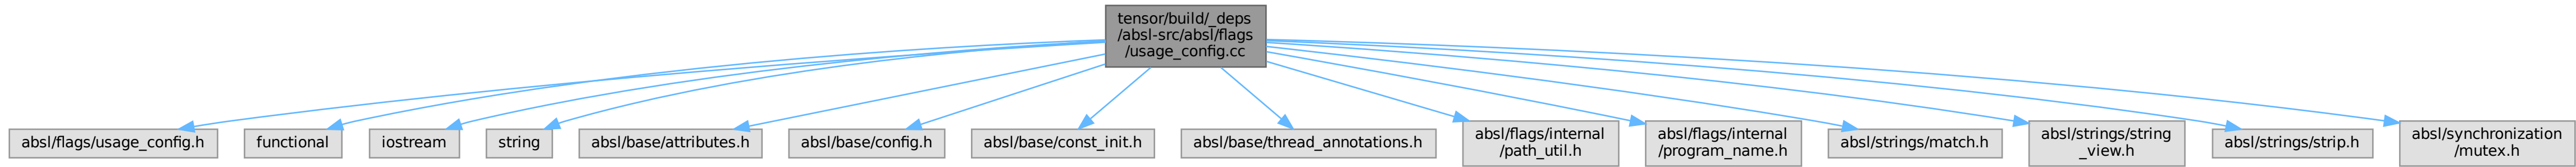 tensor/build/_deps
/absl-src/absl/flags
/usage_config.cc
absl/flags/usage_config.h
functional
iostream
string
absl/base/attributes.h
absl/base/config.h
absl/base/const_init.h
absl/base/thread_annotations.h
absl/flags/internal
/path_util.h
absl/flags/internal
/program_name.h
absl/strings/match.h
absl/strings/string
_view.h
absl/strings/strip.h
absl/synchronization
/mutex.h